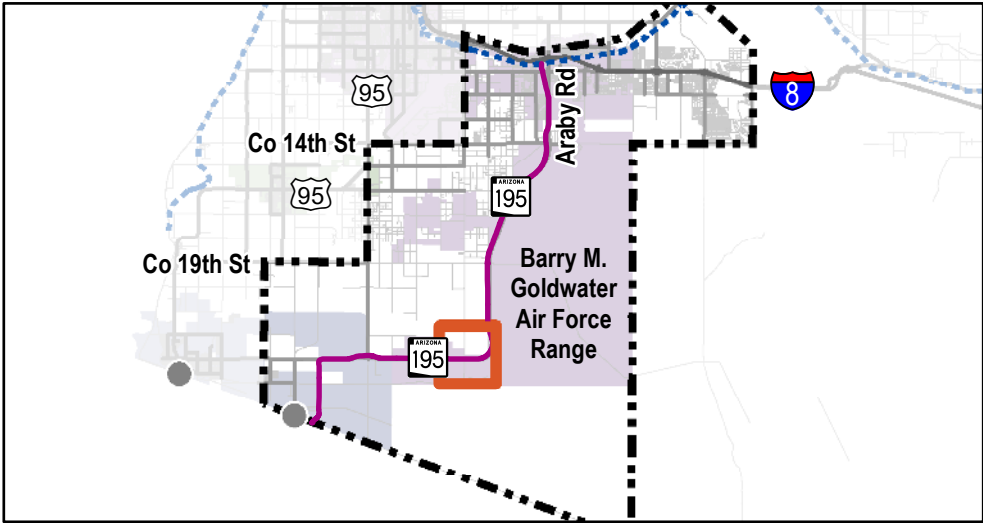 95
8
Araby Rd
Co 14th St
95
ARIZONA
195
Co 19th St
Barry M.
Goldwater
Air Force
Range
ARIZONA
195